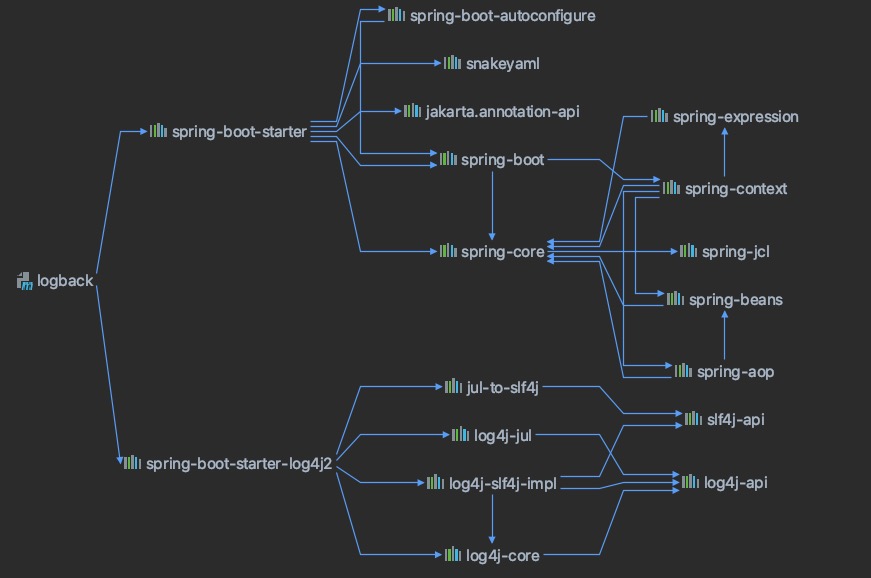 spring-boot-autoconfigure
snakeyaml
jakarta.annotation-api
spring-expression
spring-boot-starter
spring-boot
spring-context
spring-core
spring-jcl
logback
spring-beans
spring-aop
jul-to-slf4j
slf4j-api
log4j-jul
spring-boot-starter-log4j2
log4j-slf4j-impl
log4j-api
log4j-core